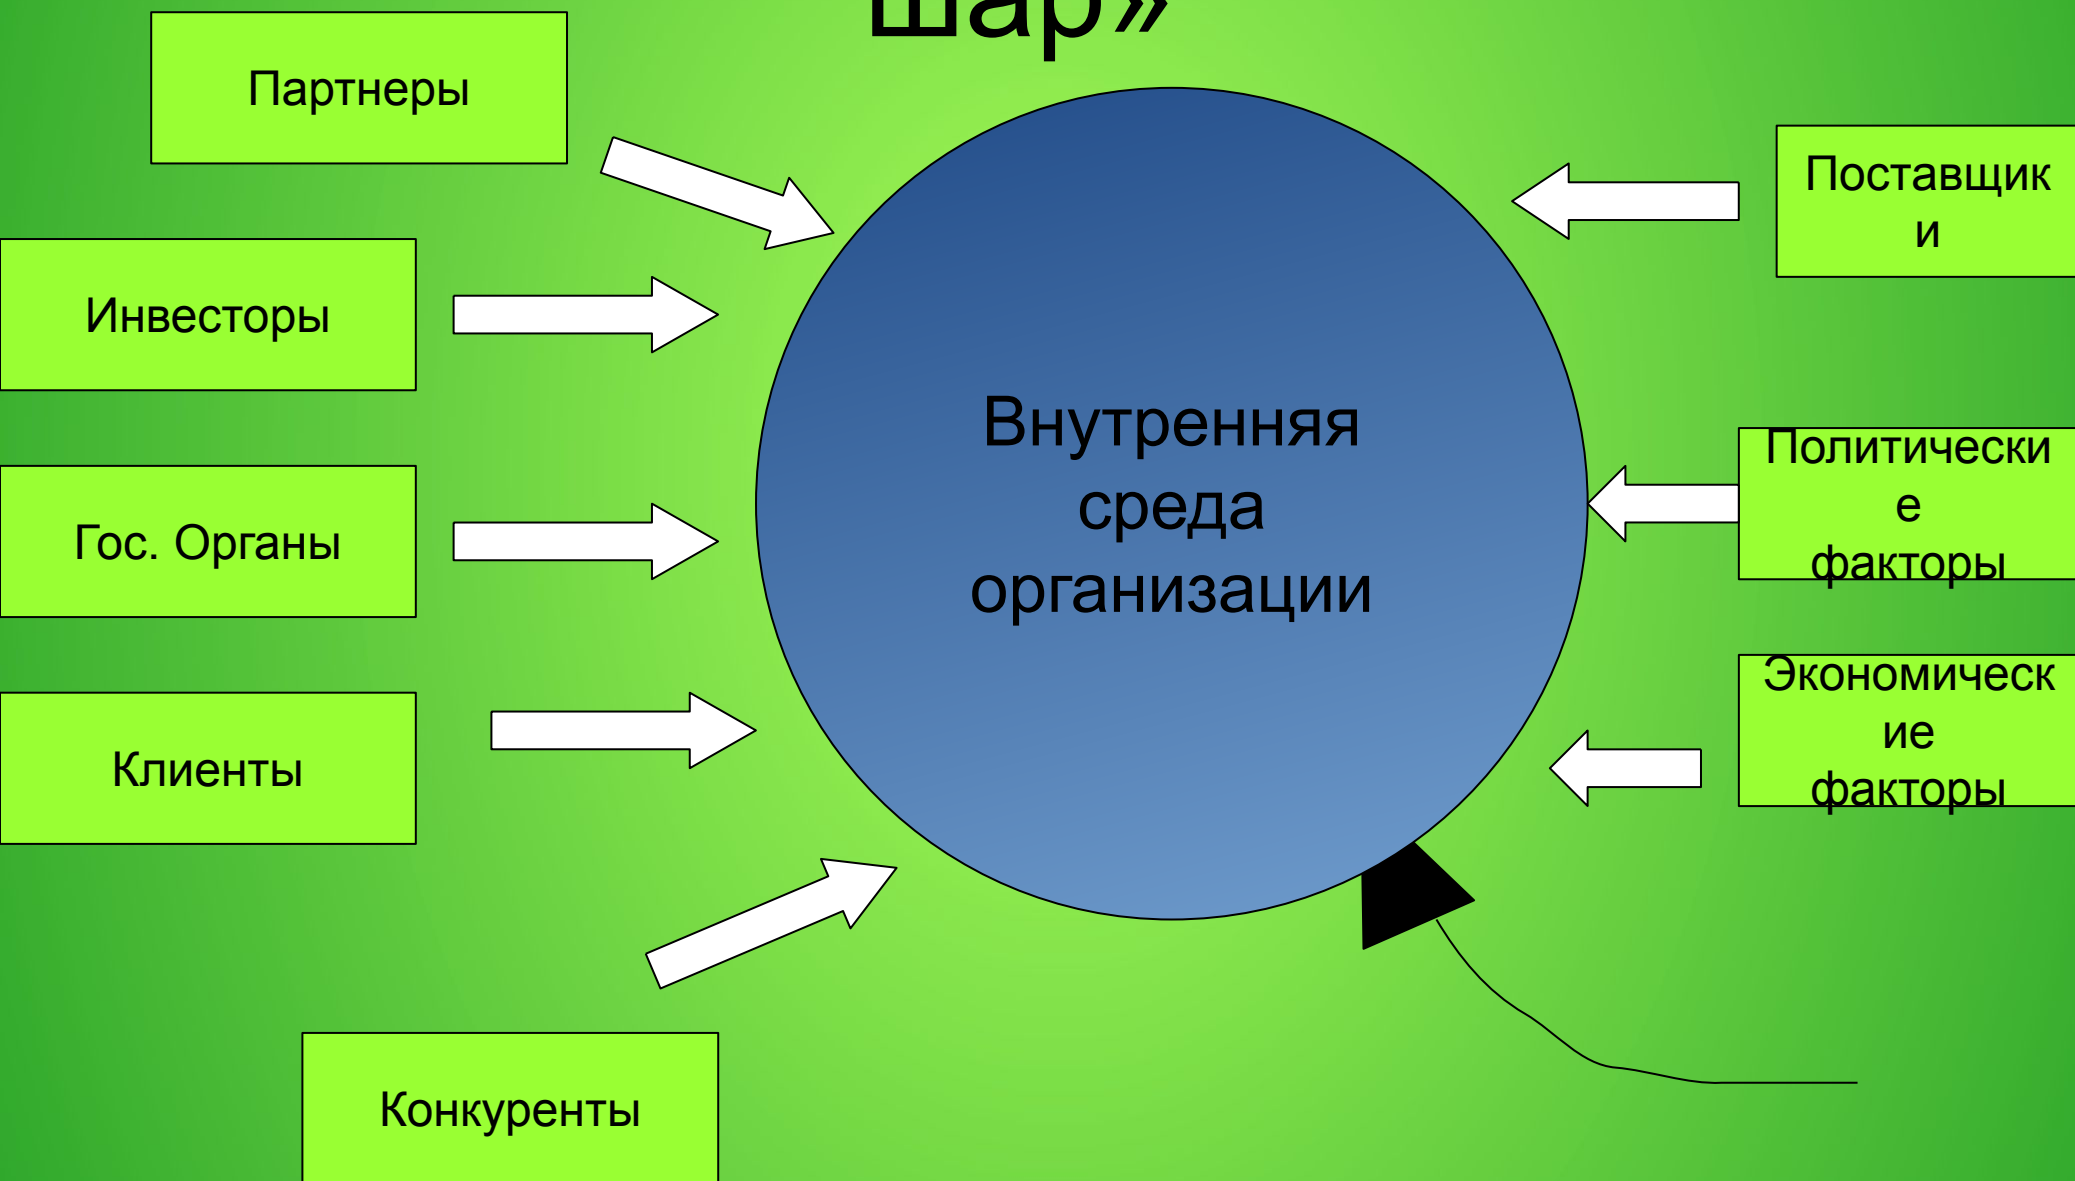 шар»
Партнеры
Поставщик
и
Инвесторы
Внутренняя
среда
организации
Политически
е
факторы
Гос. Органы
Экономическ
ие
факторы
Клиенты
Конкуренты